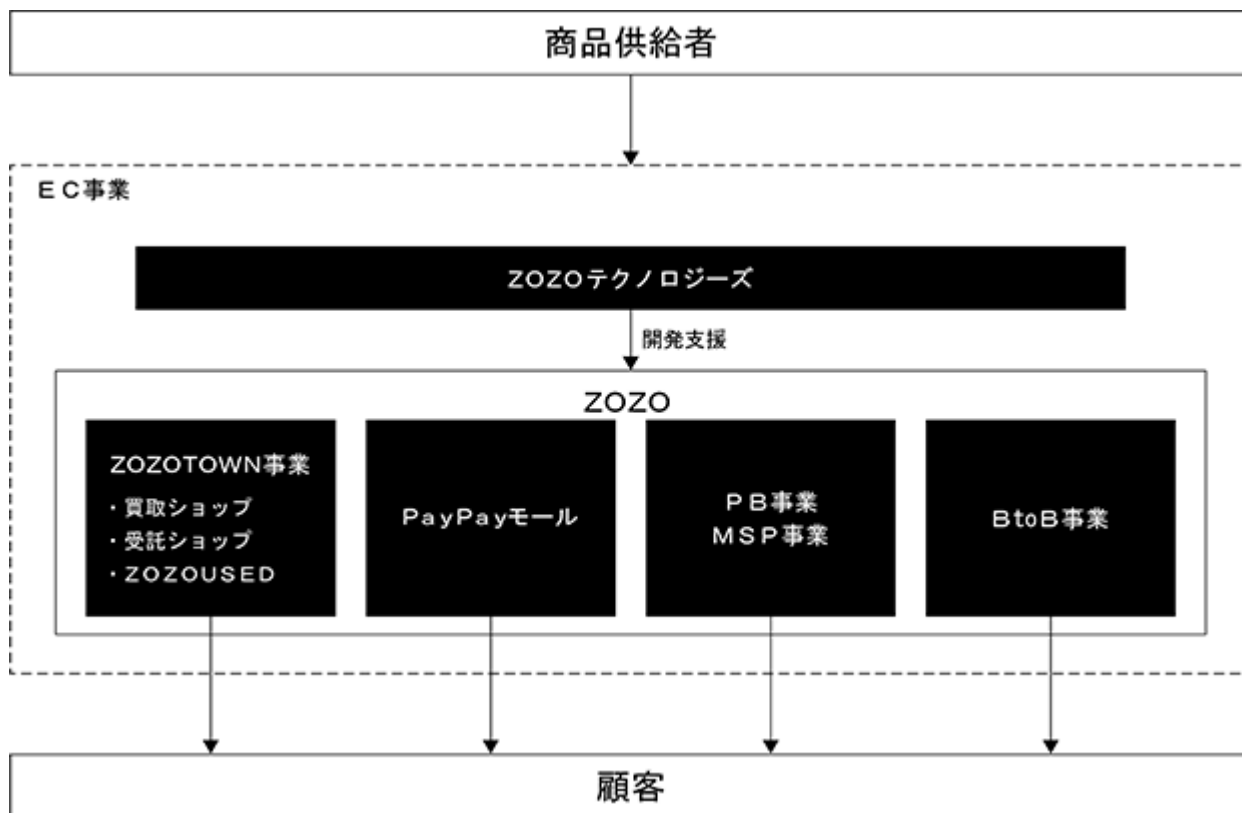 商品供給者
ＥＣ事業
ＺＯＺＯテクノロジーズ
開発支援
ＺＯＺＯ
ＺＯＺＯＴＯＷＮ事業
・買取ショップ
・受託ショップ
・ＺＯＺＯＵＳＥＤ
ＰａｙＰａｙモール
ＰＢ事業
ＭＳＰ事業
ＢｔｏＢ事業
顧客